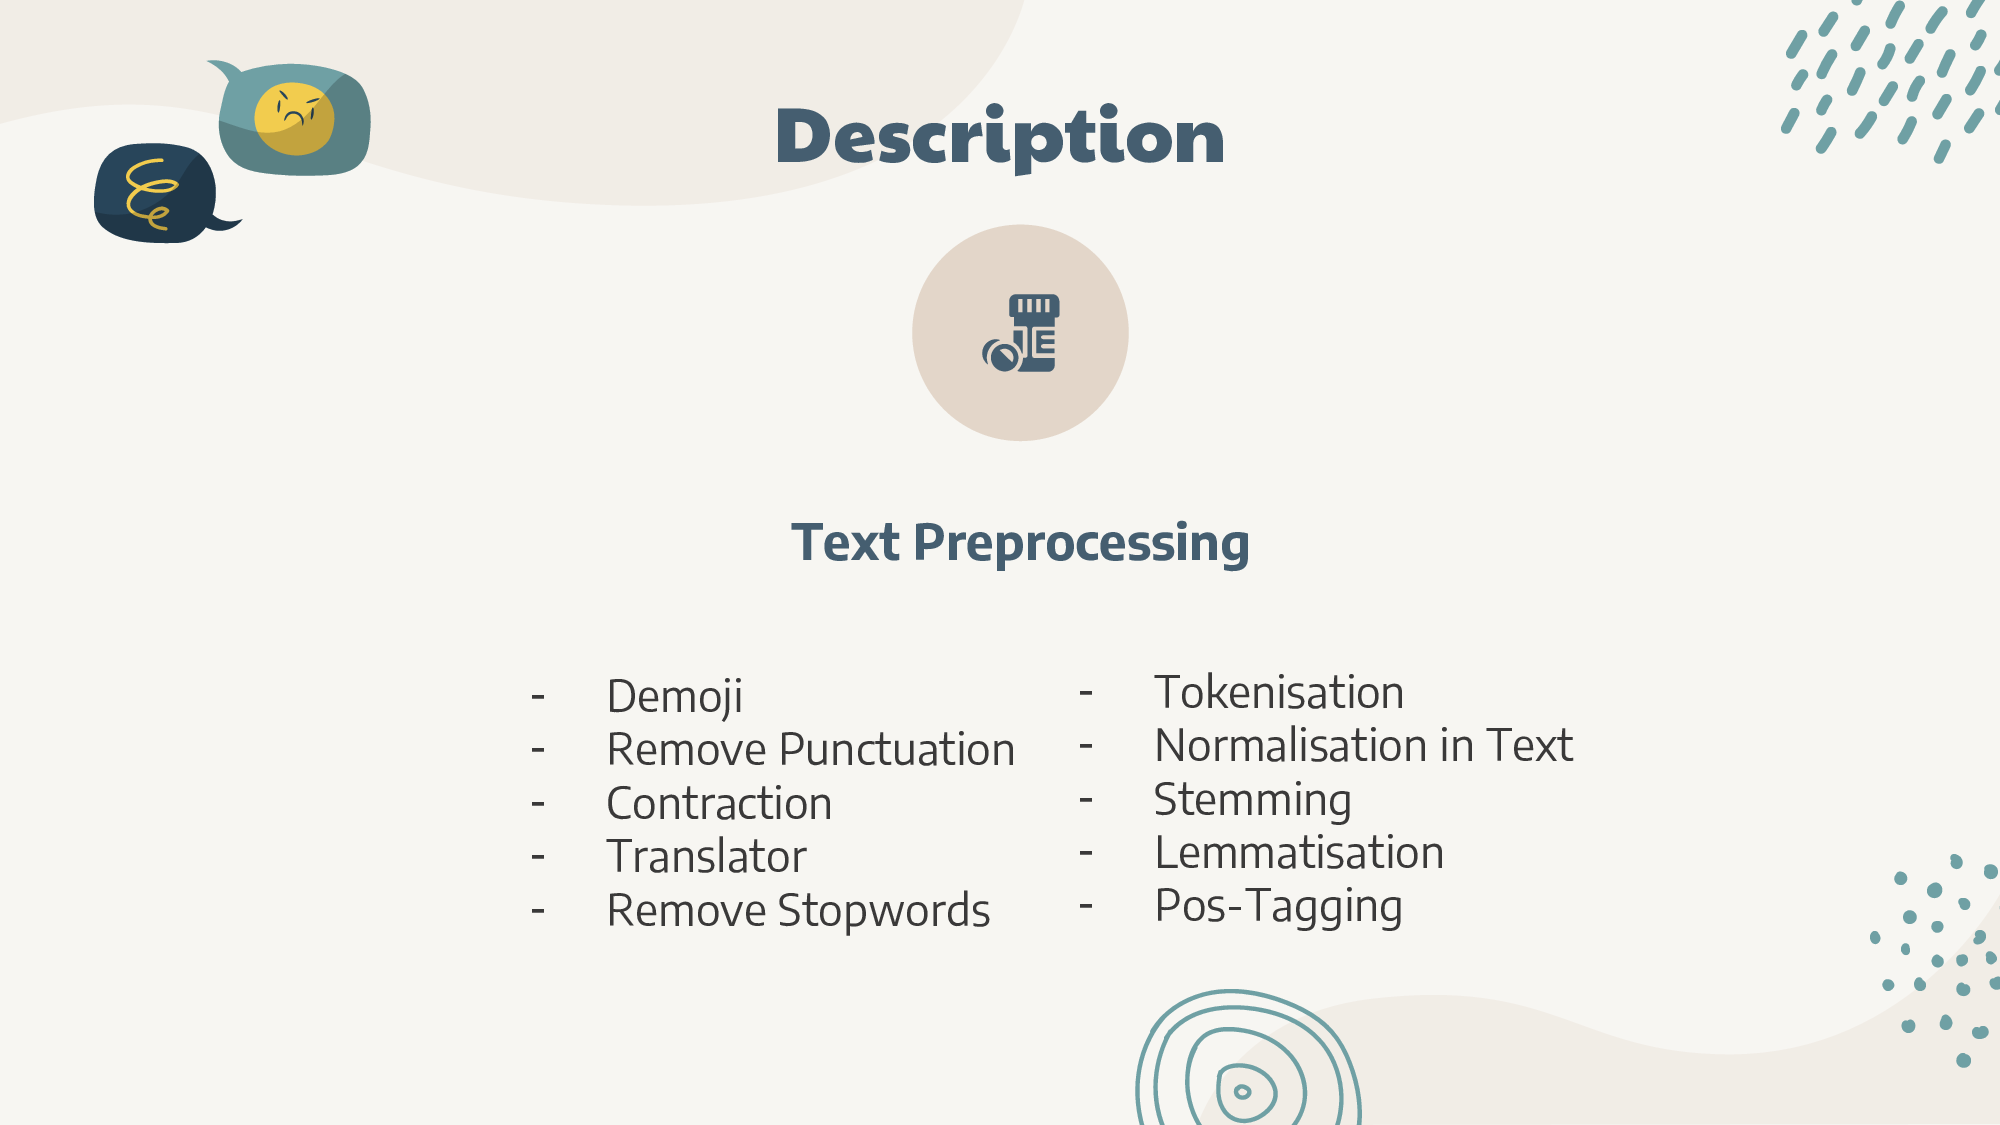 Description
Text Preprocessing
- Demoji
- Remove Punctuation
- Contraction
- Translator
- Remove Stopwords
- Tokenisation
- Normalisation in Text
- Stemming
- Lemmatisation
- Pos-Tagging